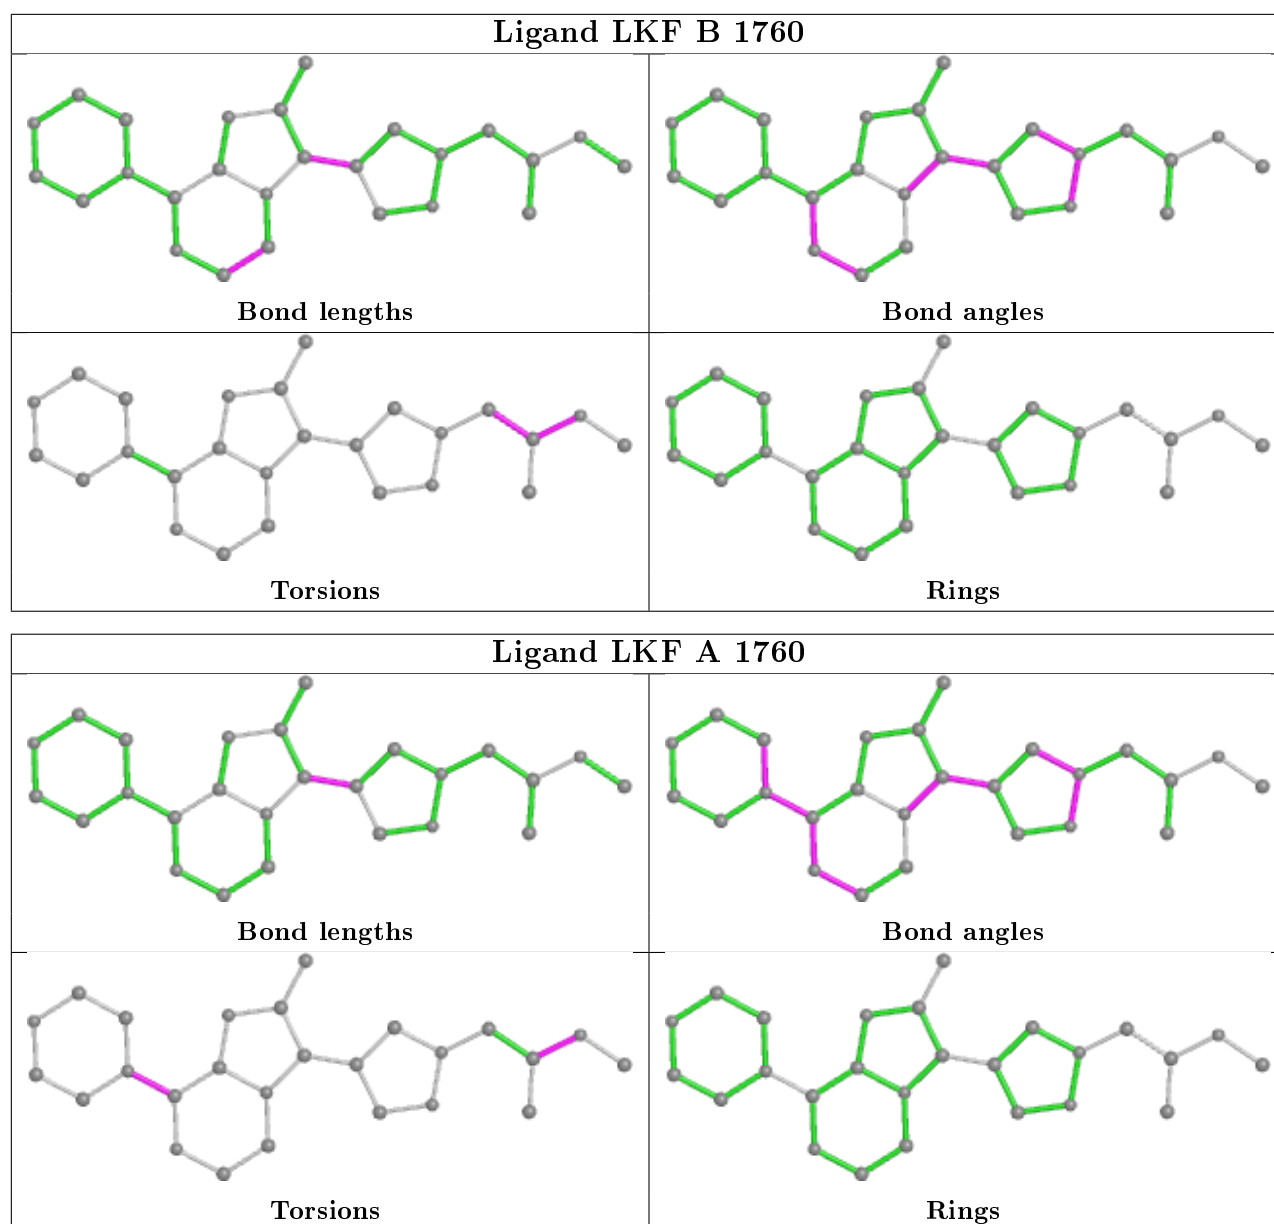 Ligand LKF B 1760
Bond lengths
Bond angles
Torsions
Rings
Ligand LKF A 1760
Bond lengths
Bond angles
Torsions
Rings